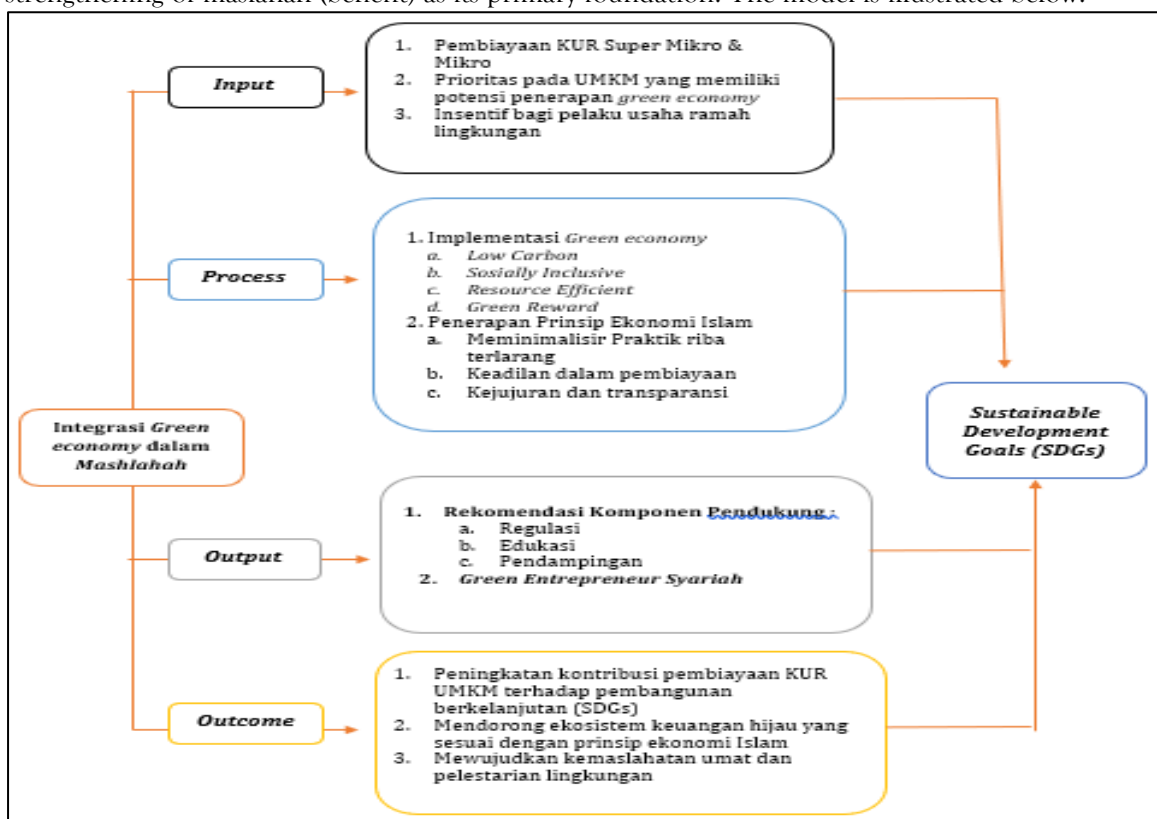 strengthening of maslahah (benefit) as its primary foundation. The model is illustrated below.
Input
1. Pembiayaan KUR Super Mikro &
Mikro
2. Prioritas pada UMKM yang memiliki
potensi penerapan green economy
3. Insentif bagi pelaku usaha ramah
lingkungan
Process
1. Implementasi Green economy
a. Low Carbon
b. Sosially Inclusive
c. Resource Efficient
d. Green Reward
2. Penerapan Prinsip Ekonomi Islam
a. Meminimalisir Praktik riba
terlarang
b. Keadilan dalam pembiayaan
c. Kejujuran dan transparansi
Integrasi Green
economy dalam
Mashlahah
Sustainable
Development
Goals (SDGs)
Output
1. Rekomendasi Komponen Pendukung :
a. Regulasi
b. Edukasi
c. Pendampingan
2. Green Entrepreneur Syariah
Outcome
1. Peningkatan kontribusi pembiayaan KUR
UMKM terhadap pembangunan
berkelanjutan (SDGs)
2. Mendorong ekosistem keuangan hijau yang
sesuai dengan prinsip ekonomi Islam
3. Mewujudkan kemaslahatan umat dan
pelestarian lingkungan